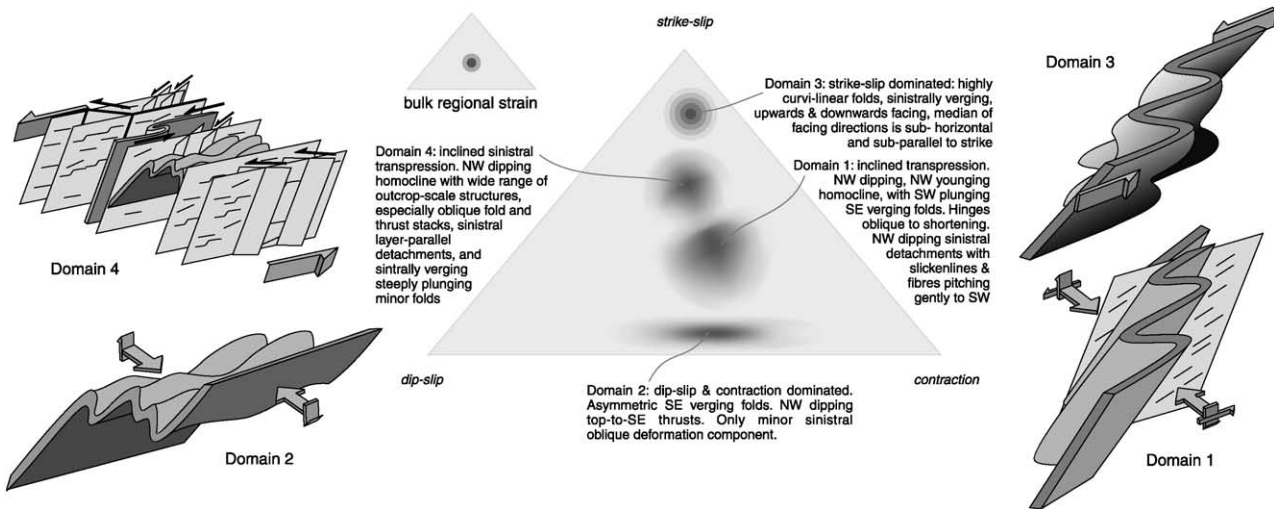 strike-slip
Domain 3
bulk regional strain
Domain 3: strike-slip dominated: highly
curvi-linear folds, sinistrally verging,
upwards & downwards facing, median of
facing directions is sub- horizontal
and sub-parallel to strike
Domain 4: inclined sinistral
transpression. NW dipping
homocline with wide range of
outcrop-scale structures,
especially oblique fold and
thrust stacks, sinistral
layer-parallel
detachments, and
sintrally verging
steeply plunging
minor folds
Domain 1: inclined transpression.
NW dipping, NW younging
homocline, with SW plunging
SE verging folds. Hinges
oblique to shortening.
NW dipping sinistral
detachments with
slickenlines &
fibres pitching
gently to SW
Domain 4
dip-slip
contraction
Domain 2: dip-slip & contraction dominated.
Asymmetric SE verging folds. NW dipping
top-to-SE thrusts. Only minor sinistral
oblique deformation component.
Domain 2
Domain 1